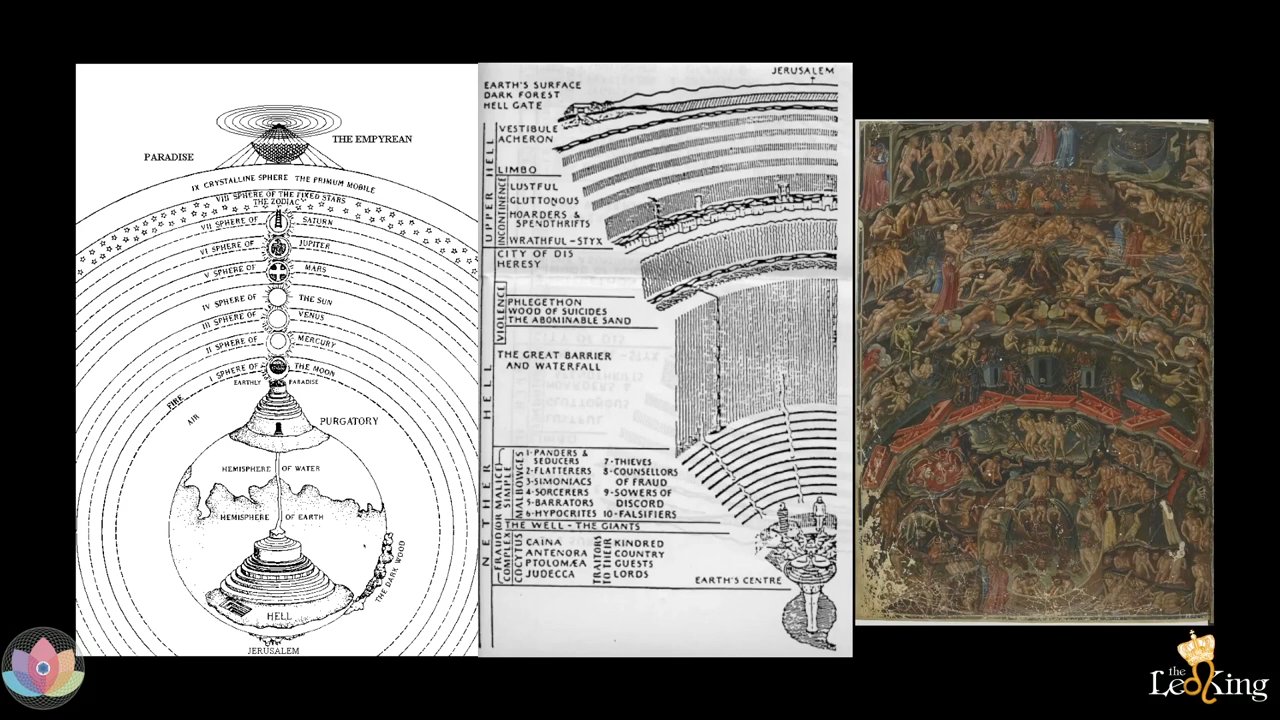 THE EMPYREAN
PARADISE
IX CRYSTALLINE SPHERE THE PRIMUM MOBILE
VIII SPHERE OF THE FIXED STARS
THE ZODIAC
VII SPHERE OF SATURN
VI SPHERE OF JUPITER
V SPHERE OF MARS
IV SPHERE OF THE SUN
III SPHERE OF VENUS
II SPHERE OF MERCURY
I SPHERE OF THE MOON
EARTHLY PARADISE
FIRE
AIR
PURGATORY
HEMISPHERE OF WATER
HEMISPHERE OF EARTH
THE DARK WOOD
HELL
JERUSALEM
JERUSALEM
EARTH'S SURFACE
DARK FOREST
HELL GATE
UPPER HELL
VESTIBULE
ACHERON
LIMBO
INCONTINENCE
LUSTFUL
GLUTTONOUS
HOARDERS &
SPENDTHRIFTS
WRATHFUL-STYX
CITY OF DIS
HERESY
NETHER HELL
VIOLENCE
PHLEGETHON
WOOD OF SUICIDES
THE ABOMINABLE SAND
THE GREAT BARRIER
AND WATERFALL
FRAUD OR MALICE
SIMPLE
MALBOWGES
1-PANDERS &
SEDUCERS
2-FLATTERERS
3-SIMONIACS
4-SORCERERS
5-BARRATORS
6-HYPOCRITES
7-THIEVES
8-COUNSELLORS
OF FRAUD
9-SOWERS OF
DISCORD
10-FALSIFIERS
THE WELL-THE GIANTS
COMPLEX
COCYTUS
CAINA
ANTENORA
PTOLOMÆA
JUDECCA
TRAITORS
TO THEIR
KINDRED
COUNTRY
GUESTS
LORDS
EARTH'S CENTRE
the
Leo King